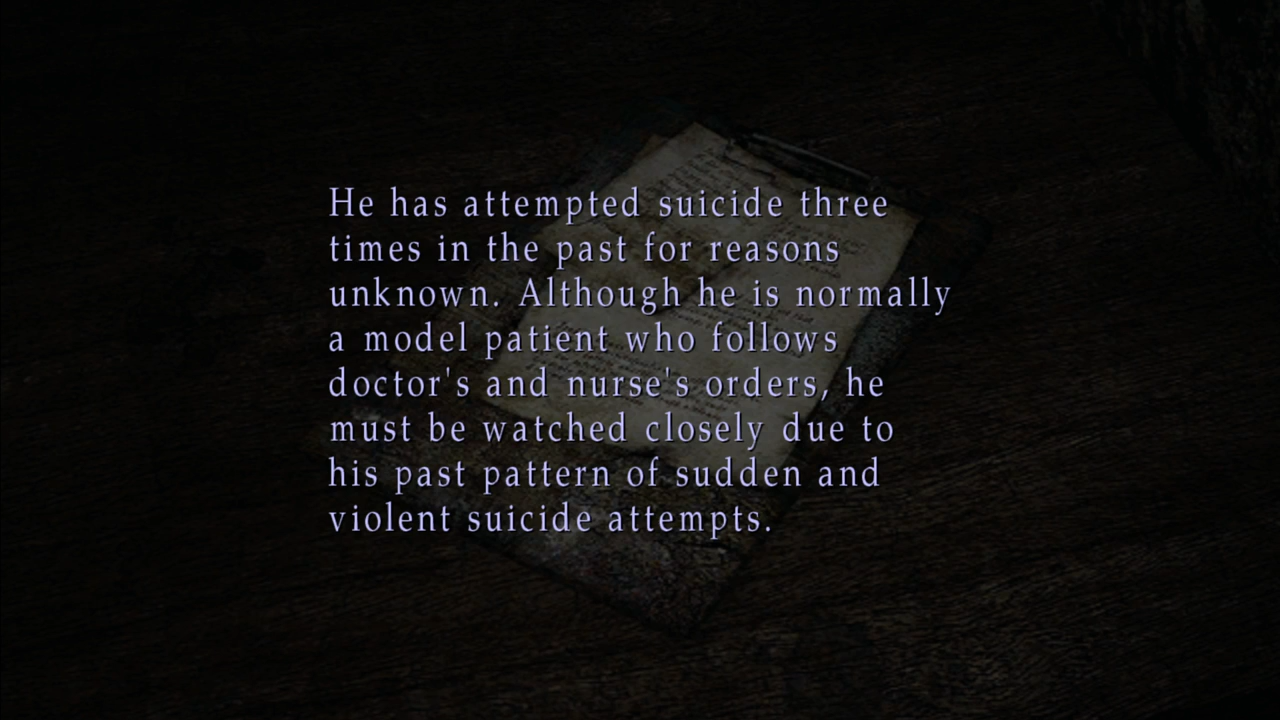 He has attempted suicide three
times in the past for reasons
unknown. Although he is normally
a model patient who follows
doctor's and nurse's orders, he
must be watched closely due to
his past pattern of sudden and
violent suicide attempts.